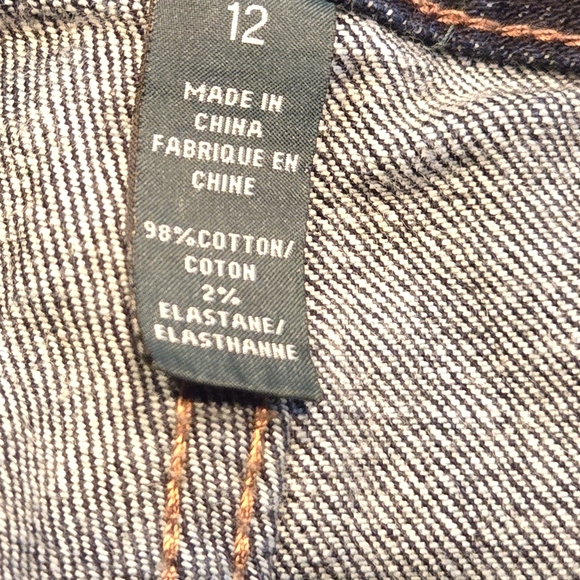 12
MADE IN
CHINA
FABRIQUE EN
CHINE
98%COTTON/
COTON
2%
ELASTANE/
ELASTHANNE